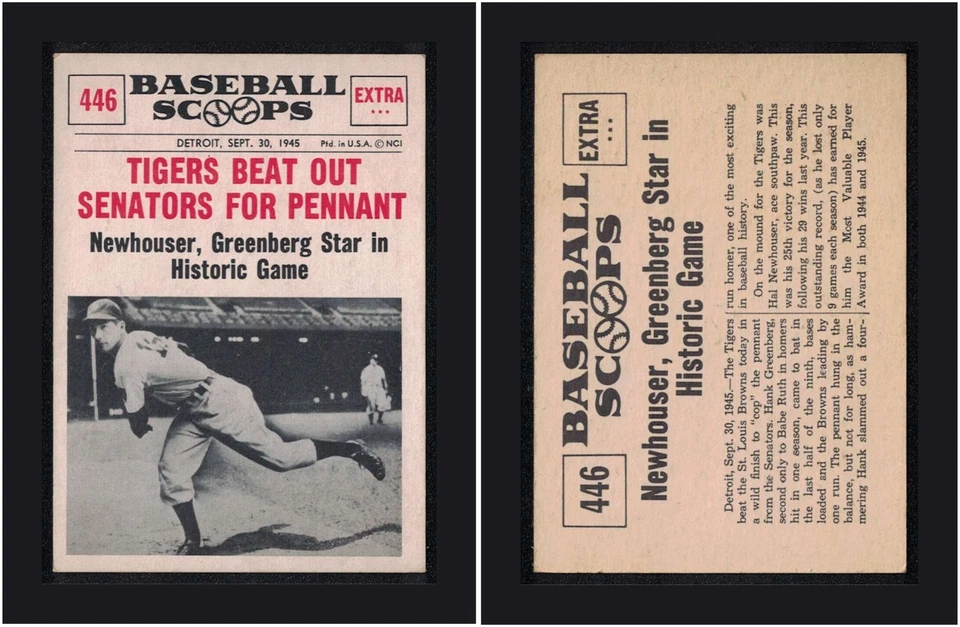 446
BASEBALL
SCOOPS
EXTRA
...
DETROIT, SEPT. 30, 1945 Ptd. in U.S.A. © NCI
TIGERS BEAT OUT
SENATORS FOR PENNANT
Newhouser, Greenberg Star in
Historic Game
446
BASEBALL
SCOOPS
EXTRA
...
Newhouser, Greenberg Star in
Historic Game
Detroit, Sept. 30, 1945.—The Tigers
beat the St. Louis Browns today in
a wild finish to "cop" the pennant
from the Senators. Hank Greenberg,
second only to Babe Ruth in homers
hit in one season, came to bat in
the last half of the ninth, bases
loaded and the Browns leading by
one run. The pennant hung in the
balance, but not for long, as ham-
mering Hank slammed out a four-
run homer, one of the most exciting
in baseball history.
On the mound for the Tigers was
Hal Newhouser, ace southpaw. This
was his 25th victory for the season,
following his 29 wins last year. This
outstanding record, (as he lost only
9 games each season) has earned for
him the Most Valuable Player
Award in both 1944 and 1945.